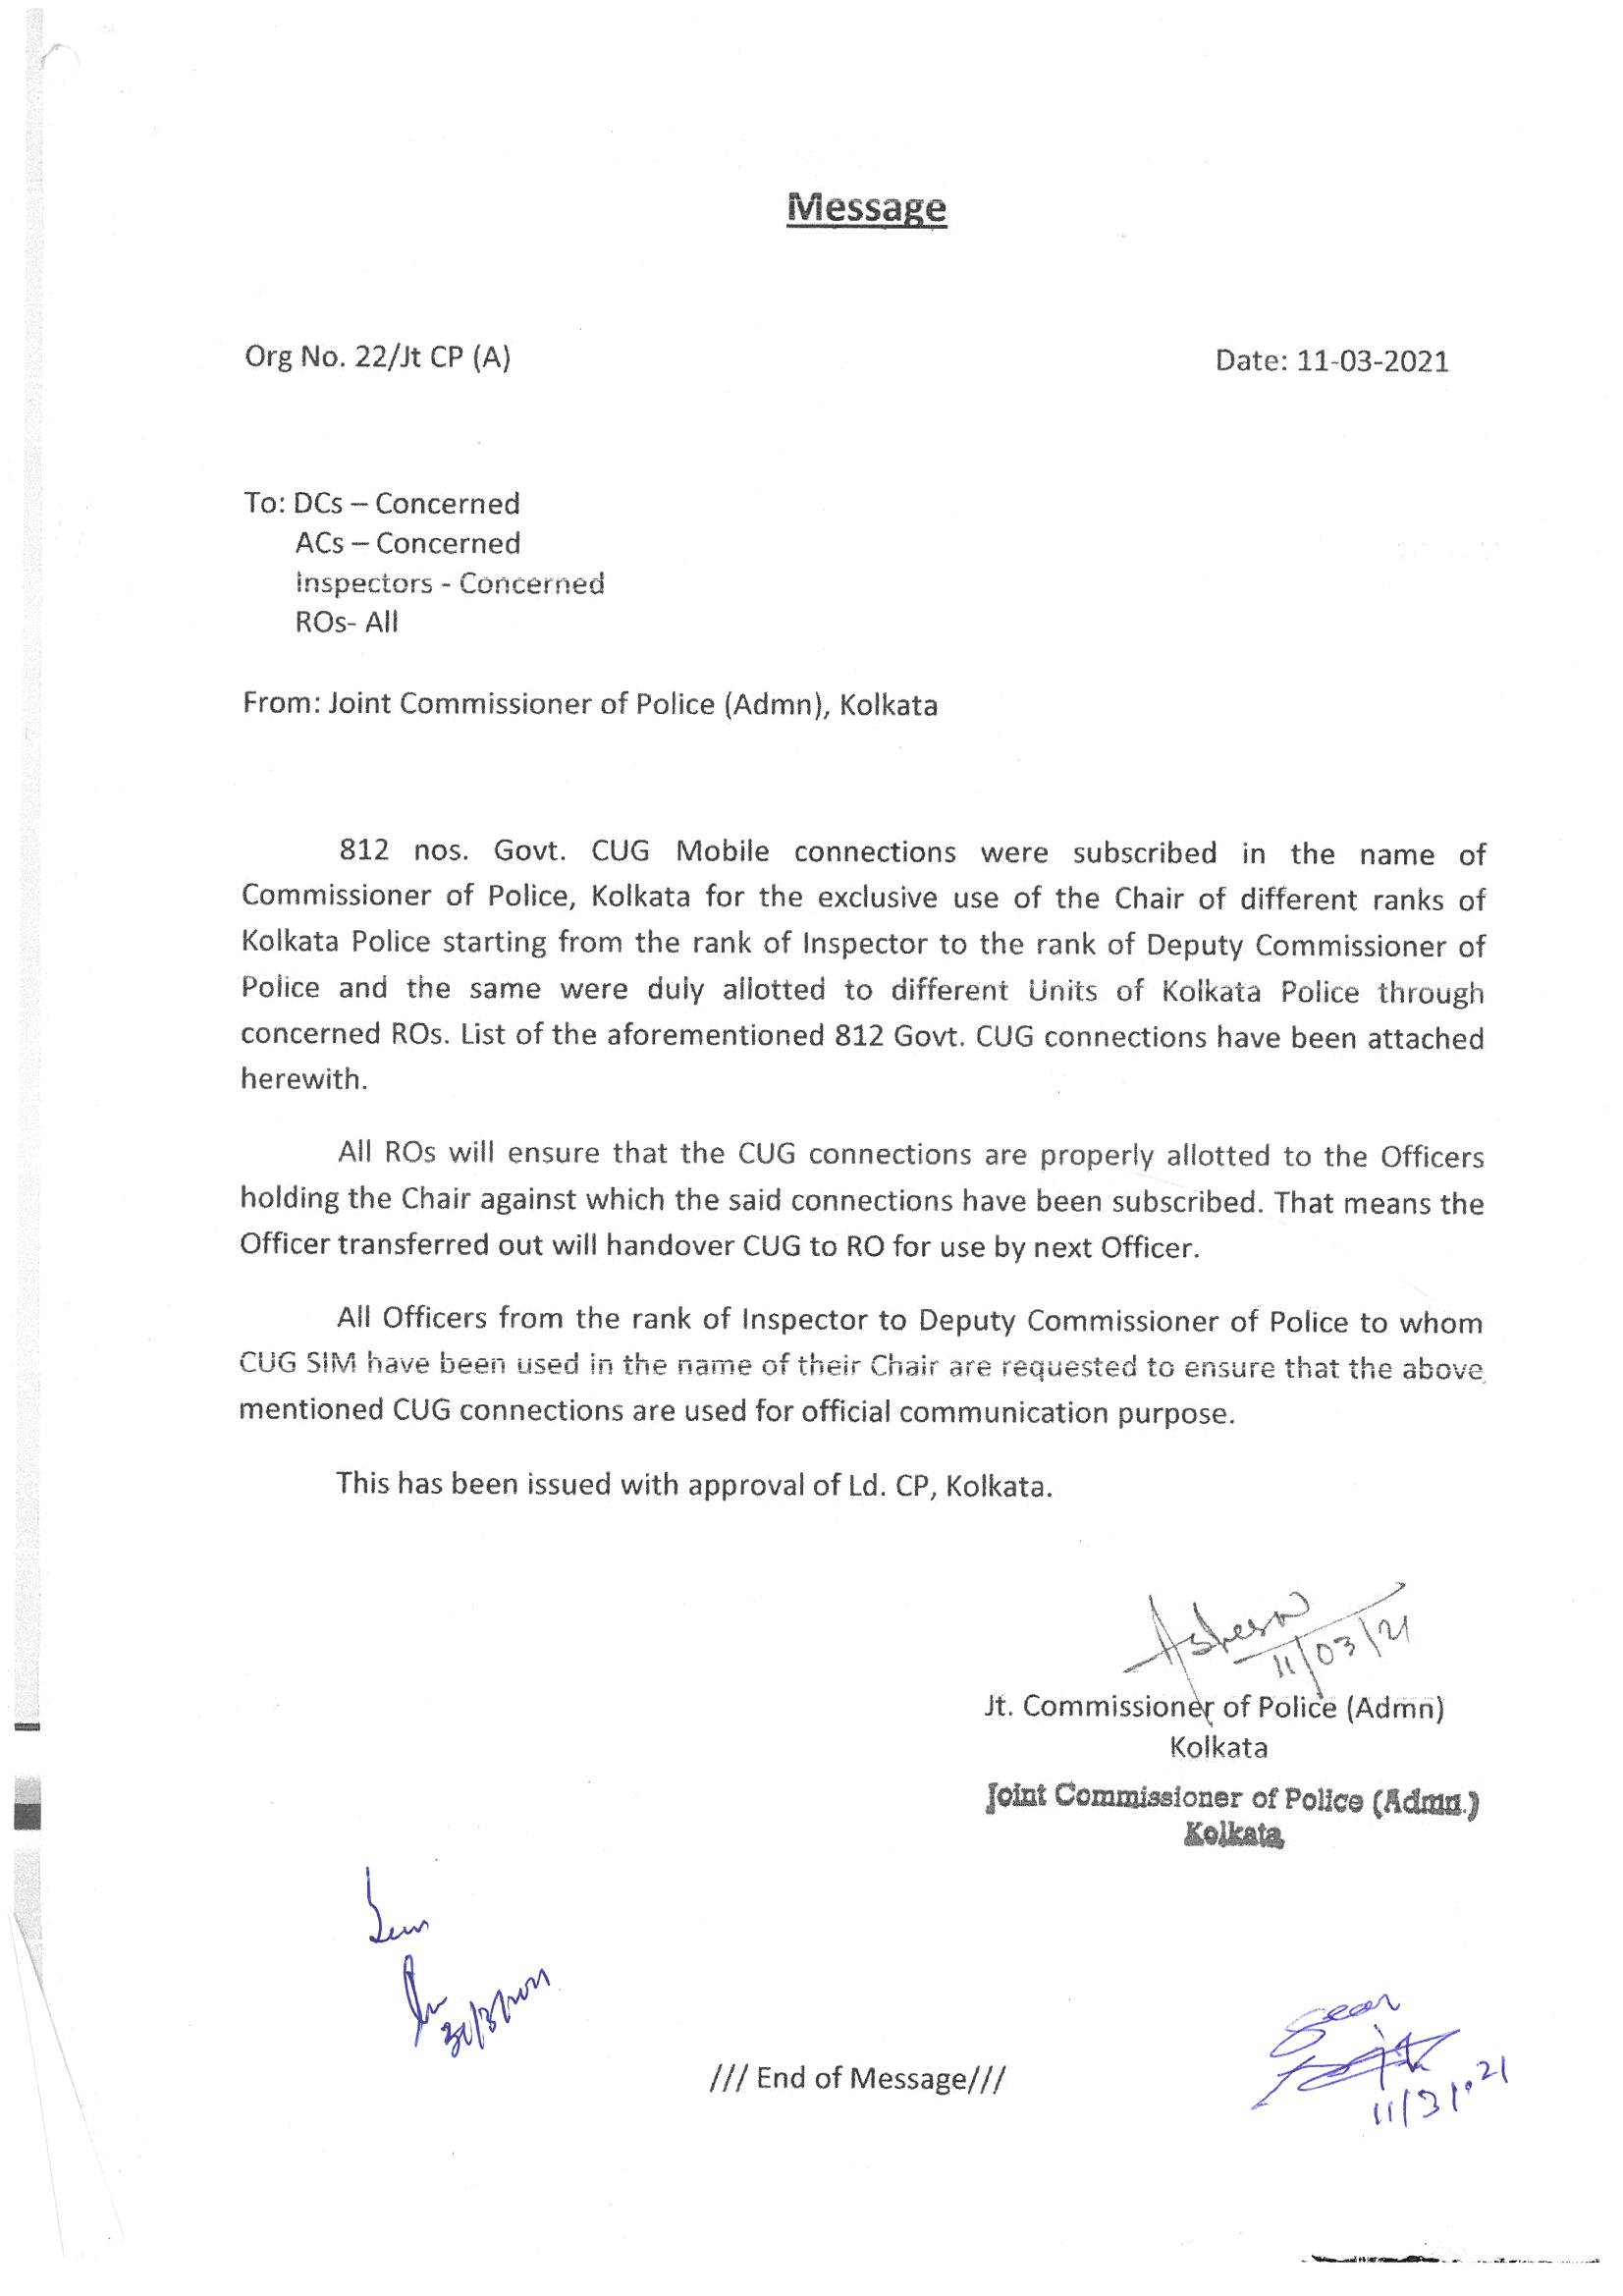 Message
Org No. 22/Jt CP (A) Date: 11-03-2021
To: DCs – Concerned
ACs – Concerned
Inspectors - Concerned
ROs- All
From: Joint Commissioner of Police (Admn), Kolkata
812 nos. Govt. CUG Mobile connections were subscribed in the name of
Commissioner of Police, Kolkata for the exclusive use of the Chair of different ranks of
Kolkata Police starting from the rank of Inspector to the rank of Deputy Commissioner of
Police and the same were duly allotted to different Units of Kolkata Police through
concerned ROs. List of the aforementioned 812 Govt. CUG connections have been attached
herewith.
All ROs will ensure that the CUG connections are properly allotted to the Officers
holding the Chair against which the said connections have been subscribed. That means the
Officer transferred out will handover CUG to RO for use by next Officer.
All Officers from the rank of Inspector to Deputy Commissioner of Police to whom
CUG SIM have been used in the name of their Chair are requested to ensure that the above
mentioned CUG connections are used for official communication purpose.
This has been issued with approval of Ld. CP, Kolkata.
11/03/21
Jt. Commissioner of Police (Admn)
Kolkata
Joint Commissioner of Police (Admn.)
Kolkata
Seen
Seen
/// End of Message///